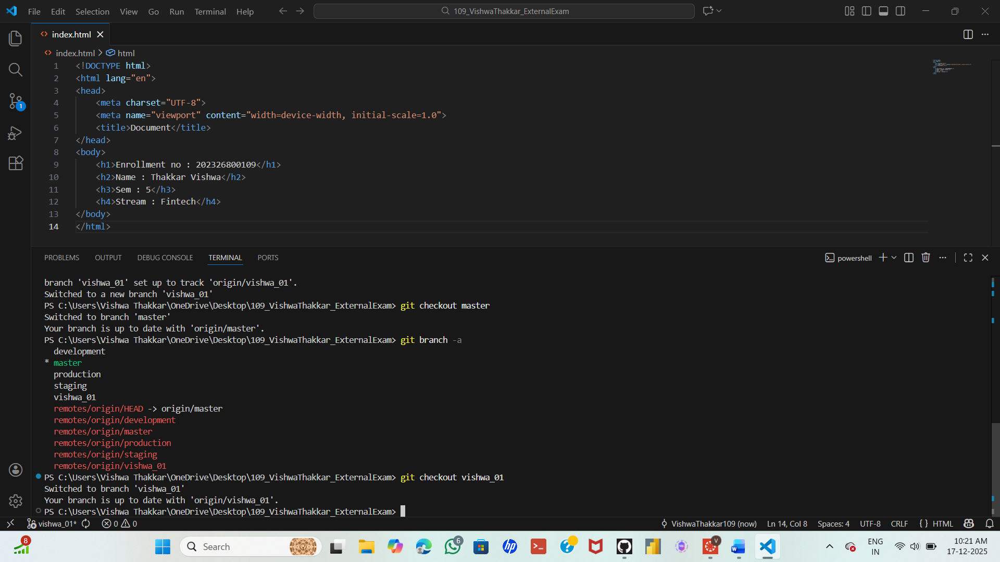 File Edit Selection View Go Run Terminal Help
109_VishwaThakkar_ExternalExam
index.html
index.html > html
1 <!DOCTYPE html>
2 <html lang="en">
3 <head>
4     <meta charset="UTF-8">
5     <meta name="viewport" content="width=device-width, initial-scale=1.0">
6     <title>Document</title>
7 </head>
8 <body>
9     <h1>Enrollment no : 202326800109</h1>
10     <h2>Name : Thakkar Vishwa</h2>
11     <h3>Sem : 5</h3>
12     <h4>Stream : Fintech</h4>
13 </body>
14 </html>
1
PROBLEMS OUTPUT DEBUG CONSOLE TERMINAL PORTS
powershell
branch 'vishwa_01' set up to track 'origin/vishwa_01'.
Switched to a new branch 'vishwa_01'
PS C:\Users\Vishwa Thakkar\OneDrive\Desktop\109_VishwaThakkar_ExternalExam> git checkout master
Switched to branch 'master'
Your branch is up to date with 'origin/master'.
PS C:\Users\Vishwa Thakkar\OneDrive\Desktop\109_VishwaThakkar_ExternalExam> git branch -a
  development
* master
  production
  staging
  vishwa_01
  remotes/origin/HEAD -> origin/master
  remotes/origin/development
  remotes/origin/master
  remotes/origin/production
  remotes/origin/staging
  remotes/origin/vishwa_01
PS C:\Users\Vishwa Thakkar\OneDrive\Desktop\109_VishwaThakkar_ExternalExam> git checkout vishwa_01
Switched to branch 'vishwa_01'
Your branch is up to date with 'origin/vishwa_01'.
PS C:\Users\Vishwa Thakkar\OneDrive\Desktop\109_VishwaThakkar_ExternalExam>
vishwa_01* 0 0 VishwaThakkar109 (now) Ln 14, Col 8 Spaces: 4 UTF-8 CRLF {} HTML
8
Search
hp
6
SQL
V
W
ENG
IN
10:21 AM
17-12-2025